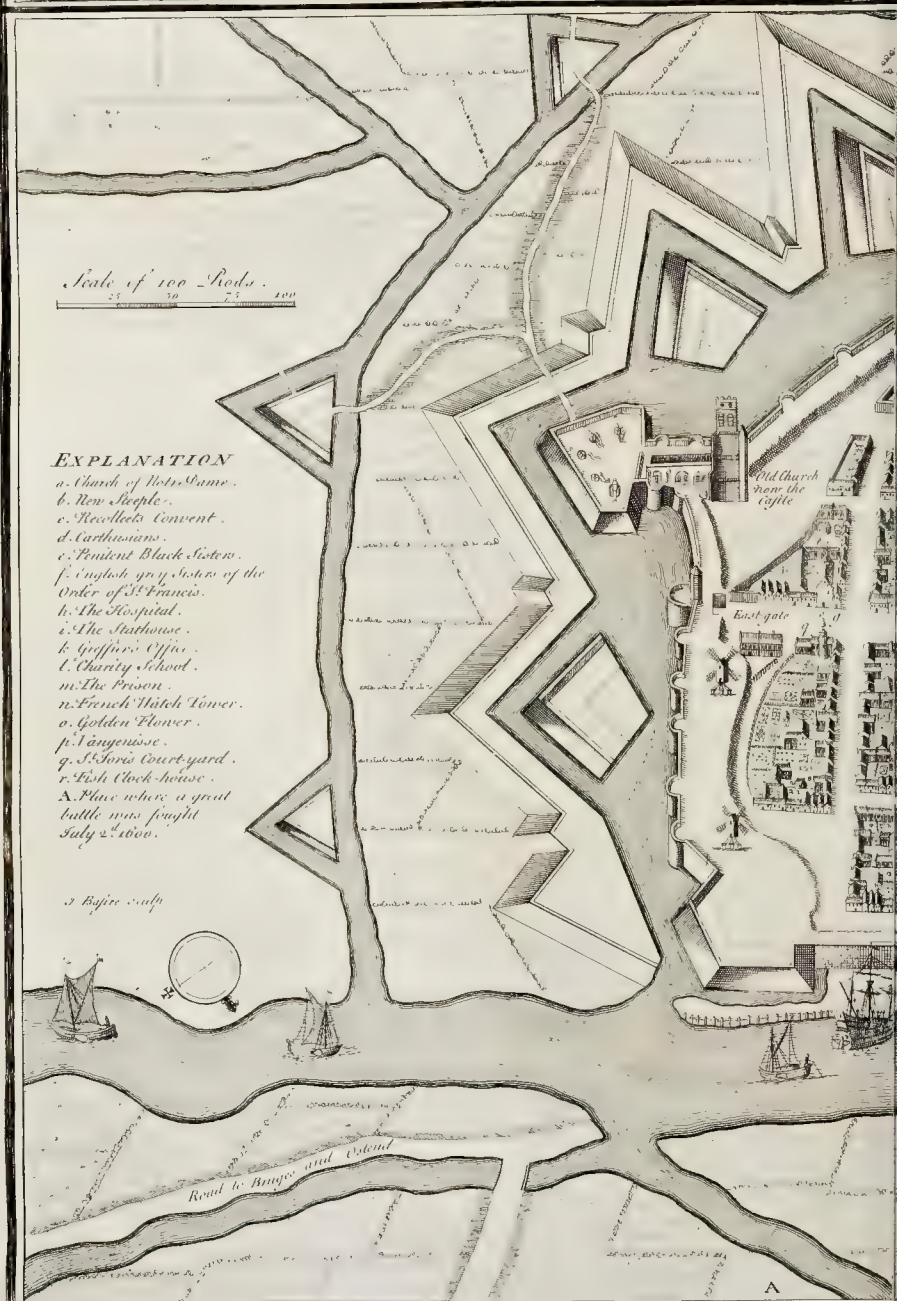 Scale of 100 Rods.
25 50 75 100
EXPLANATION
a. Church of Notre Dame.
b. New Steeple.
c. Recollects Convent.
d. Carthusians.
e. Penitent Black Sisters.
f. English grey Sisters of the
Order of St. Francis.
h. The Hospital.
i. The Stathouse.
k Greffiers Office.
l. Charity School.
m. The Prison.
n. French Watch Tower.
o. Golden Flower.
p. Vangenisse.
q. St. Joris Court-yard.
r. Fish Clock-house.
A. Place where a great
battle was fought
July 2d. 1600.
J Basire sculp
Old Church
now the
Castle
East-gate
q
g
Road to Bruges and Ostend
A